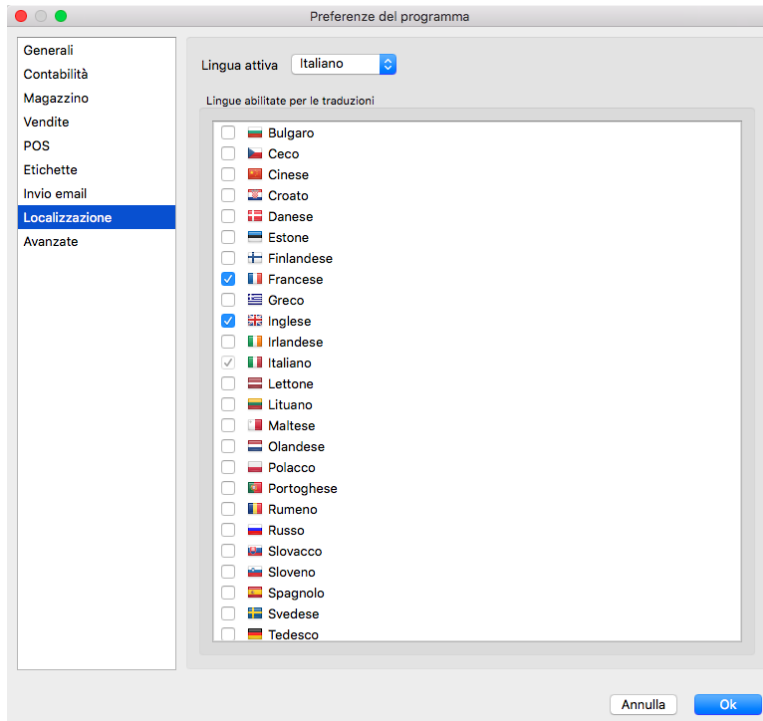 Preferenze del programma
Generali
Contabilità
Magazzino
Vendite
POS
Etichette
Invio email
Localizzazione
Avanzate
Lingua attiva Italiano
Lingue abilitate per le traduzioni
Bulgaro
Ceco
Cinese
Croato
Danese
Estone
Finlandese
Francese
Greco
Inglese
Irlandese
Italiano
Lettone
Lituano
Maltese
Olandese
Polacco
Portoghese
Rumeno
Russo
Slovacco
Sloveno
Spagnolo
Svedese
Tedesco
Annulla Ok